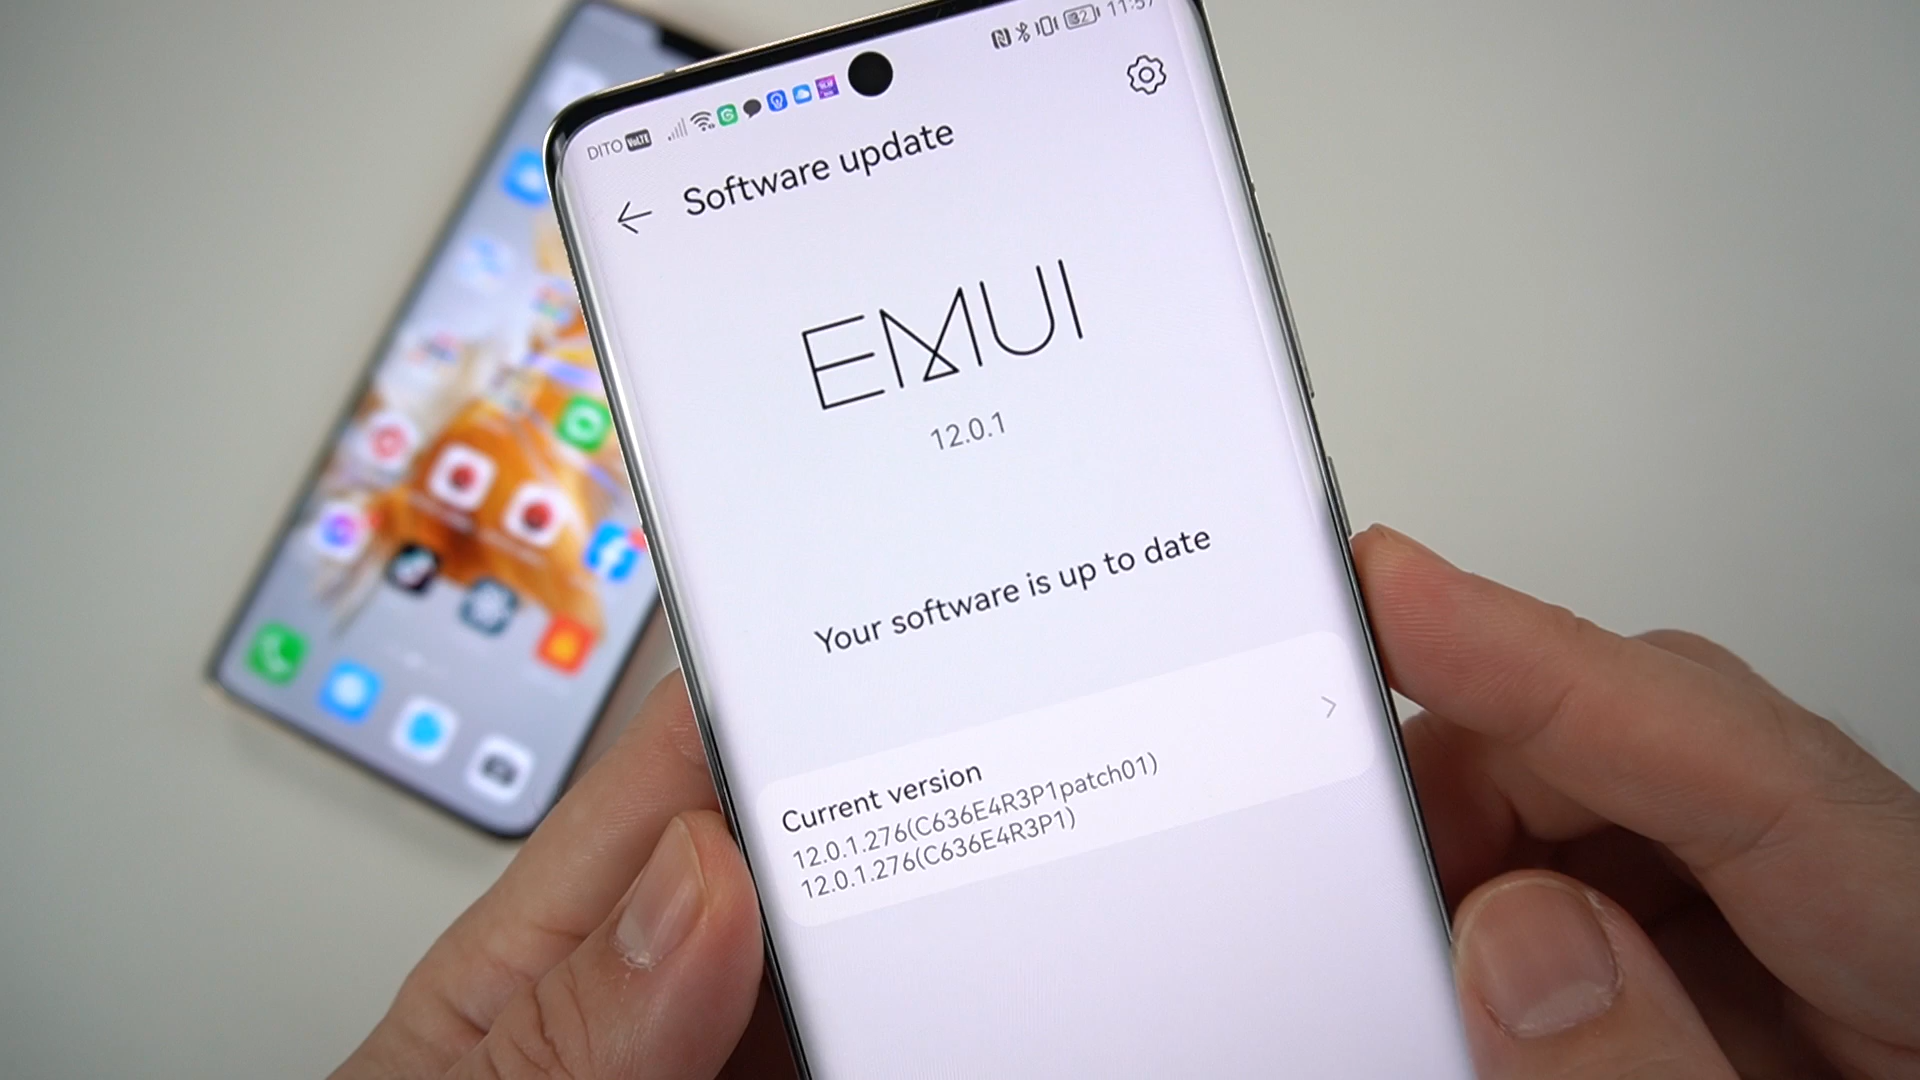 DITO VoLTE
32 11:57
Software update
EMUI
12.0.1
Your software is up to date
Current version
12.0.1.276(C636E4R3P1patch01)
12.0.1.276(C636E4R3P1)